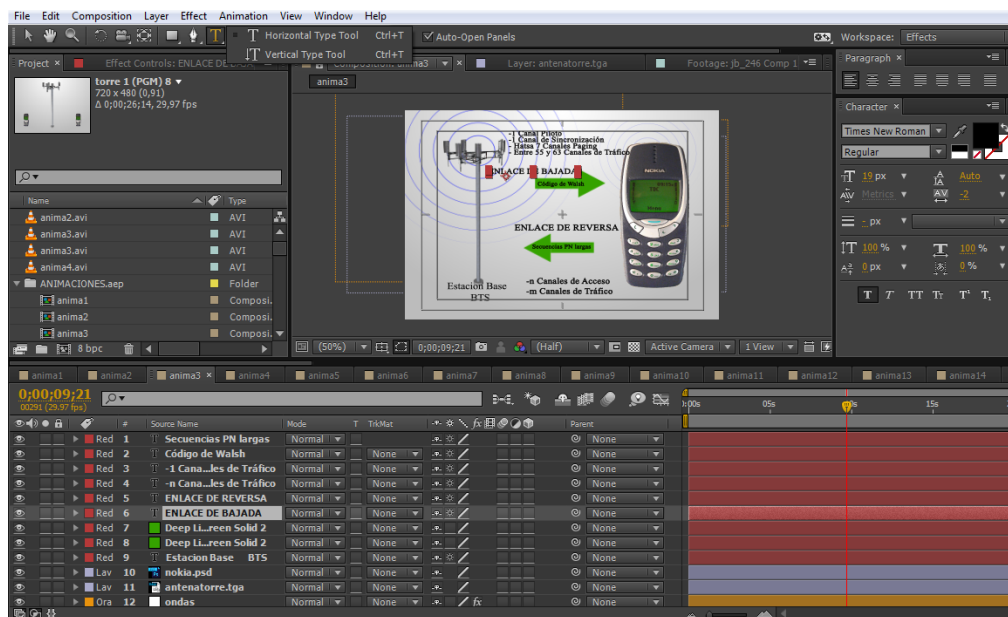 File Edit Composition Layer Effect Animation View Window Help
T Horizontal Type Tool Ctrl+T
T Vertical Type Tool Ctrl+T
Auto-Open Panels
Workspace: Effects
Project × Effect Controls: ENLACE DE
anima3 × Layer: antenatorre.tga Footage: jb_246 Comp 1
anima3
torre 1 (PGM) 8
720 x 480 (0,91)
Δ 0;00;26;14, 29,97 fps
Name Type
anima2.avi AVI
anima3.avi AVI
anima3.avi AVI
anima4.avi AVI
ANIMACIONES.aep Folder
anima1 Composi..
anima2 Composi..
anima3 Composi..
8 bpc
-1 Canal Piloto
-1 Canal de Sincronización
- Hatsa 7 Canales Paging
- Entre 55 y 63 Canales de Tráfico
ENLACE DE BAJADA
Código de Walsh
NOKIA
ENLACE DE REVERSA
Secuencias PN largas
Estacion Base
BTS
-n Canales de Acceso
-m Canales de Tráfico
(50%) 0;00;09;21 (Half) Active Camera 1 View
Paragraph ×
Character ×
Times New Roman
Regular
19 px Auto
Metrics -2
- px
100 % 100 %
0 px 0 %
T T TT Tr T¹ T₁
anima1 anima2 anima3 × anima4 anima5 anima6 anima7 anima8 anima9 anima10 anima11 anima12 anima13 anima14
0;00;09;21
00291 (29.97 fps)
05s 15s
# Source Name Mode T TrkMat Parent
Red 1 T Secuencias PN largas Normal None
Red 2 T Código de Walsh Normal None None
Red 3 T -1 Cana...les de Tráfico Normal None None
Red 4 T -n Cana...les de Tráfico Normal None None
Red 5 T ENLACE DE REVERSA Normal None None
Red 6 T ENLACE DE BAJADA Normal None None
Red 7 Deep Li...reen Solid 2 Normal None None
Red 8 Deep Li...reen Solid 2 Normal None None
Red 9 T Estacion Base BTS Normal None None
Lav 10 nokia.psd Normal None None
Lav 11 antenatorre.tga Normal None None
Ora 12 ondas Normal None fx None